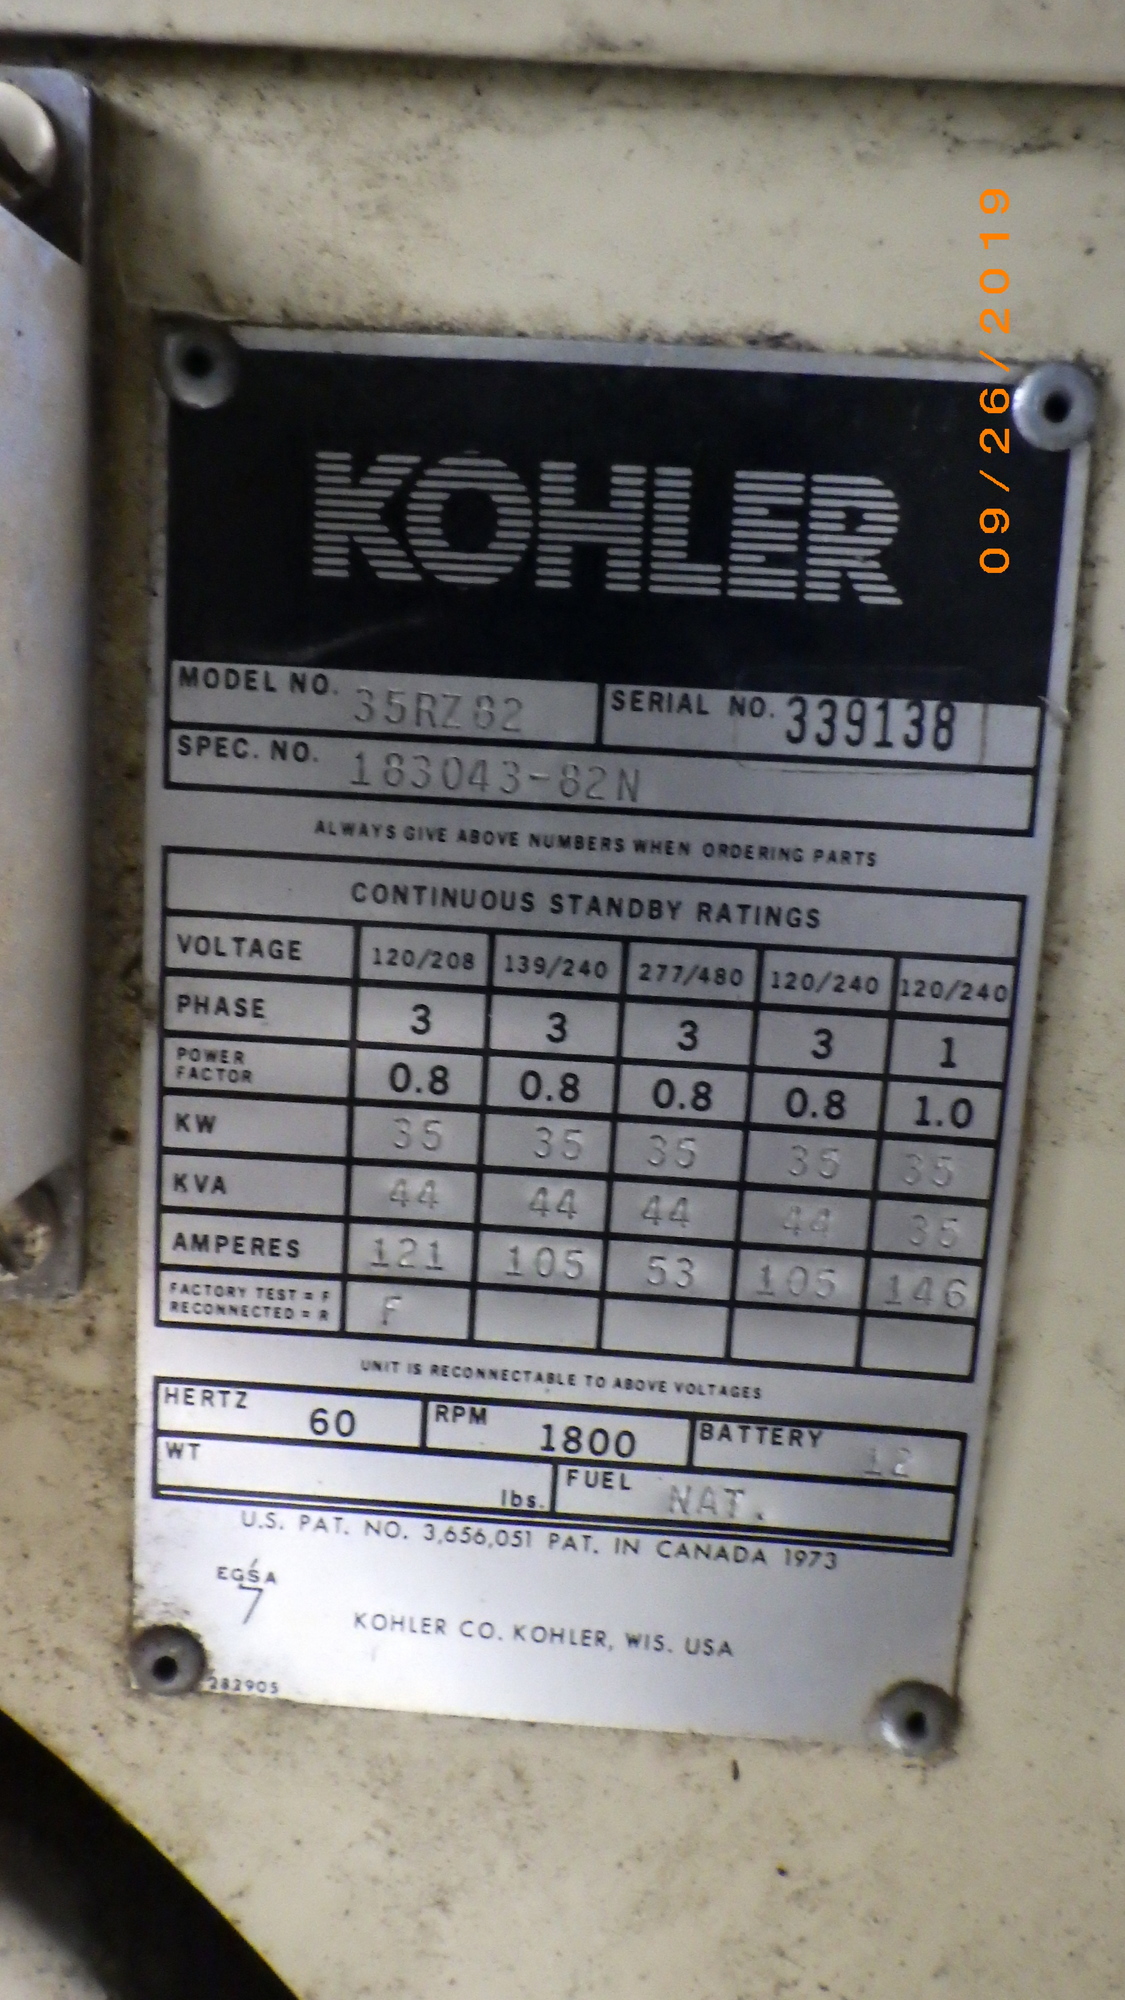 KOHLER
MODEL NO. 35RZ82 SERIAL NO. 339138
SPEC. NO. 183043-82N
ALWAYS GIVE ABOVE NUMBERS WHEN ORDERING PARTS
CONTINUOUS STANDBY RATINGS
VOLTAGE 120/208 139/240 277/480 120/240 120/240
PHASE 3 3 3 3 1
POWER
FACTOR 0.8 0.8 0.8 0.8 1.0
KW 35 35 35 35 35
KVA 44 44 44 44 35
AMPERES 121 105 53 105 146
FACTORY TEST = F
RECONNECTED = R F
UNIT IS RECONNECTABLE TO ABOVE VOLTAGES
HERTZ 60 RPM 1800 BATTERY 12
WT lbs. FUEL NAT.
U.S. PAT. NO. 3,656,051 PAT. IN CANADA 1973
EGSA
7
KOHLER CO. KOHLER, WIS. USA
282905
09/26/2019